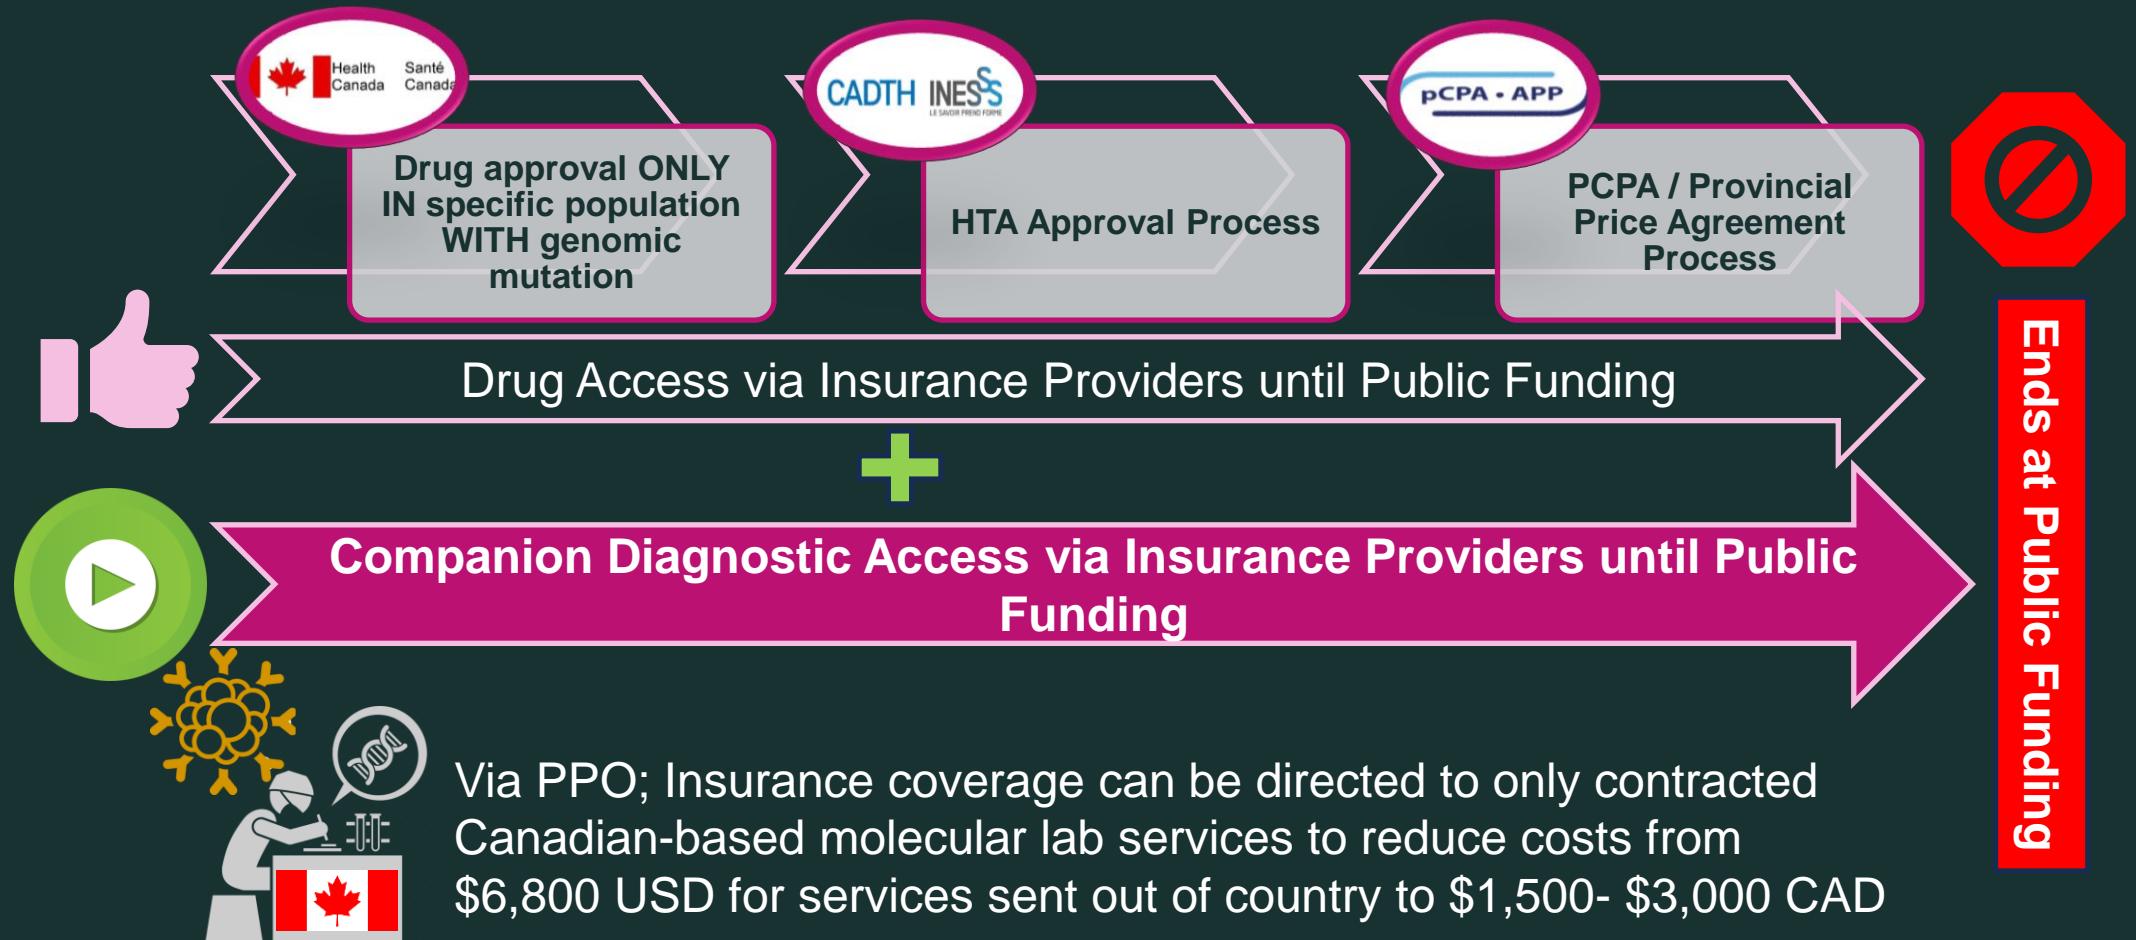 Health
Canada
Santé
Canada
CADTH INESSS
LE SAVOIR PREND FORME
pCPA • APP
Drug approval ONLY
IN specific population
WITH genomic
mutation
HTA Approval Process
PCPA / Provincial
Price Agreement
Process
Drug Access via Insurance Providers until Public Funding
Companion Diagnostic Access via Insurance Providers until Public
Funding
Ends at Public Funding
Via PPO; Insurance coverage can be directed to only contracted
Canadian-based molecular lab services to reduce costs from
$6,800 USD for services sent out of country to $1,500- $3,000 CAD